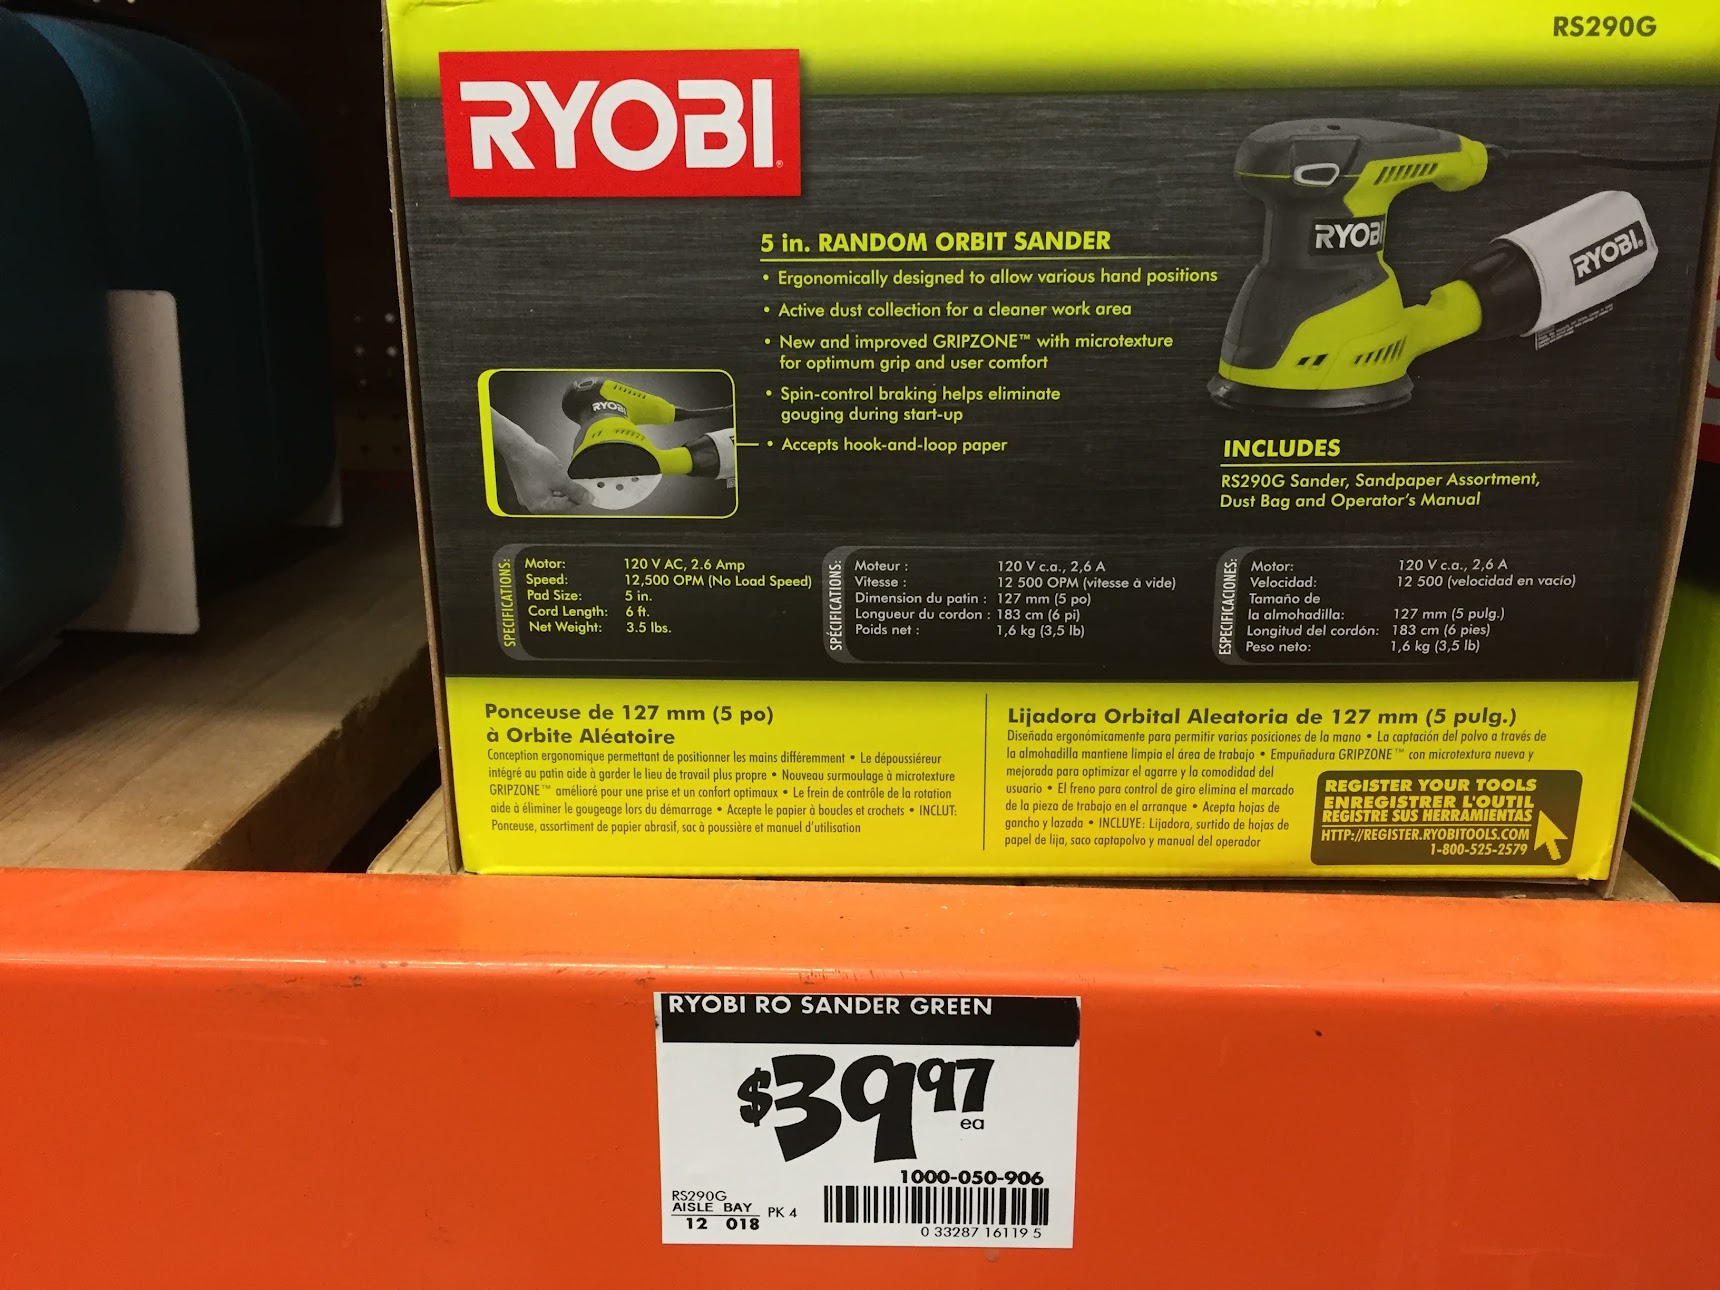 RS290G
RYOBI
5 in. RANDOM ORBIT SANDER
• Ergonomically designed to allow various hand positions
• Active dust collection for a cleaner work area
• New and improved GRIPZONE™ with microtexture
for optimum grip and user comfort
• Spin-control braking helps eliminate
gouging during start-up
• Accepts hook-and-loop paper
RYOBI
RYOBI
RYOBI
INCLUDES
RS290G Sander, Sandpaper Assortment,
Dust Bag and Operator's Manual
SPECIFICATIONS:
Motor: 120 V AC, 2.6 Amp
Speed: 12,500 OPM (No Load Speed)
Pad Size: 5 in.
Cord Length: 6 ft.
Net Weight: 3.5 lbs.
SPÉCIFICATIONS:
Moteur : 120 V c.a., 2,6 A
Vitesse : 12 500 OPM (vitesse à vide)
Dimension du patin : 127 mm (5 po)
Longueur du cordon : 183 cm (6 pi)
Poids net : 1,6 kg (3,5 lb)
ESPECIFICACIONES:
Motor: 120 V c.a., 2,6 A
Velocidad: 12 500 (velocidad en vacío)
Tamaño de
la almohadilla: 127 mm (5 pulg.)
Longitud del cordón: 183 cm (6 pies)
Peso neto: 1,6 kg (3,5 lb)
Ponceuse de 127 mm (5 po)
à Orbite Aléatoire
Conception ergonomique permettant de positionner les mains différemment • Le dépoussiéreur
intégré au patin aide à garder le lieu de travail plus propre • Nouveau surmoulage à microtexture
GRIPZONE™ amélioré pour une prise et un confort optimaux • Le frein de contrôle de la rotation
aide à éliminer le gougeage lors du démarrage • Accepte le papier à boucles et crochets • INCLUT:
Ponceuse, assortiment de papier abrasif, sac à poussière et manuel d'utilisation
Lijadora Orbital Aleatoria de 127 mm (5 pulg.)
Diseñada ergonómicamente para permitir varias posiciones de la mano • La captación del polvo a través de
la almohadilla mantiene limpia el área de trabajo • Empuñadura GRIPZONE™ con microtextura nueva y
mejorada para optimizar el agarre y la comodidad del
usuario • El freno para control de giro elimina el marcado
de la pieza de trabajo en el arranque • Acepta hojas de
gancho y lazada • INCLUYE: Lijadora, surtido de hojas de
papel de lija, saco captapolvo y manual del operador
REGISTER YOUR TOOLS
ENREGISTRER L'OUTIL
REGISTRE SUS HERRAMIENTAS
HTTP://REGISTER.RYOBITOOLS.COM
1-800-525-2579
RYOBI RO SANDER GREEN
$39 97
ea
1000-050-906
RS290G
AISLE BAY PK 4
12 018
0 33287 16119 5